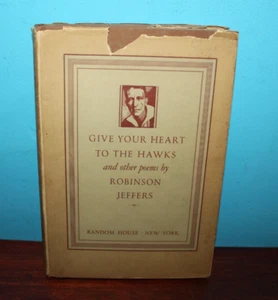 GIVE YOUR HEART
TO THE HAWKS
and other poems by
ROBINSON
JEFFERS
RANDOM HOUSE · NEW YORK